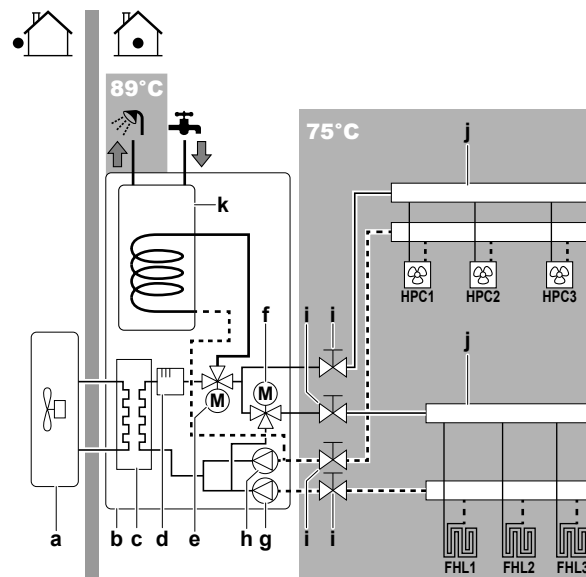 89°C
75°C
j
k
HPC1 HPC2 HPC3
f i i
j
M
M
a b c d e h g i i
FHL1 FHL2 FHL3